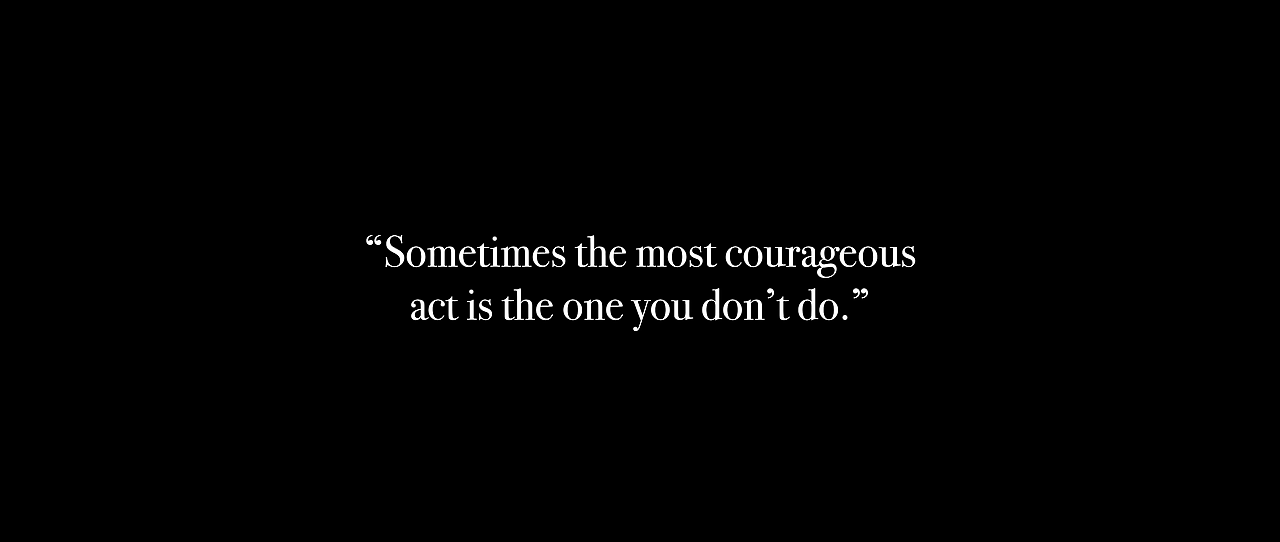 “Sometimes the most courageous
act is the one you don’t do.”